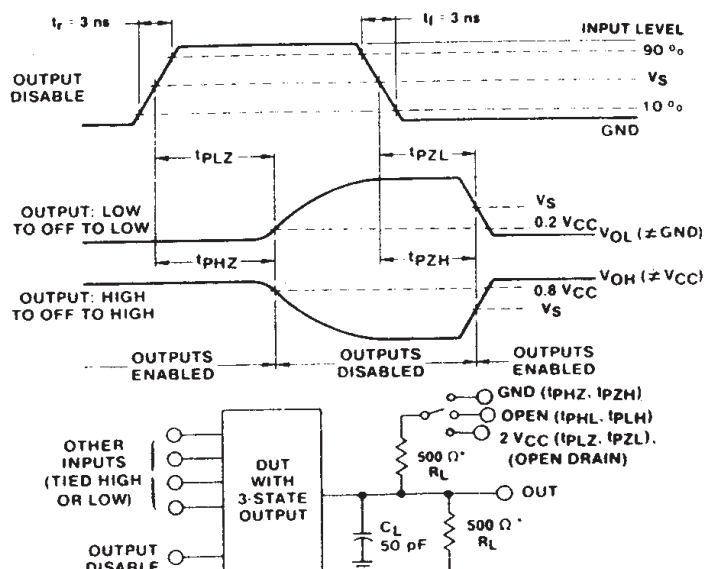 tr = 3 ns
tf = 3 ns
INPUT LEVEL
90 %
OUTPUT
DISABLE
VS
10 %
GND
tPLZ
tPZL
VS
OUTPUT: LOW
TO OFF TO LOW
0.2 VCC
VOL (≠GND)
tPHZ
tPZH
VOH (≠VCC)
OUTPUT: HIGH
TO OFF TO HIGH
0.8 VCC
VS
OUTPUTS
ENABLED
OUTPUTS
DISABLED
OUTPUTS
ENABLED
GND (tPHZ, tPZH)
OPEN (tPHL, tPLH)
2 VCC (tPLZ, tPZL),
(OPEN DRAIN)
OTHER
INPUTS
(TIED HIGH
OR LOW)
DUT
WITH
3-STATE
OUTPUT
500 Ω*
RL
OUT
CL
50 pF
500 Ω*
RL
OUTPUT
DISABLE